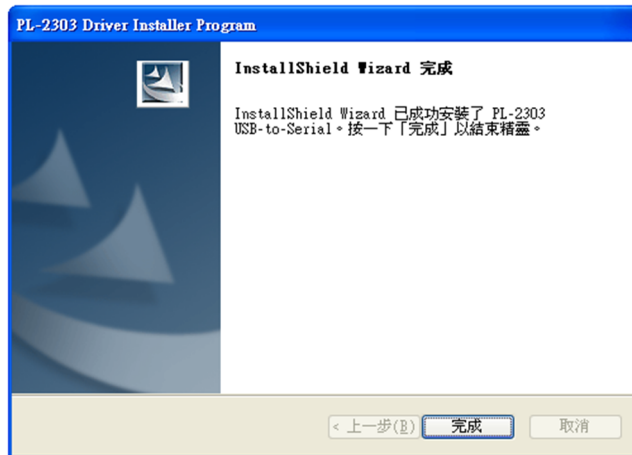 PL-2303 Driver Installer Program
InstallShield Wizard 完成
InstallShield Wizard 已成功安裝了 PL-2303
USB-to-Serial。按一下「完成」以結束精靈。
< 上一步(B)
完成
取消